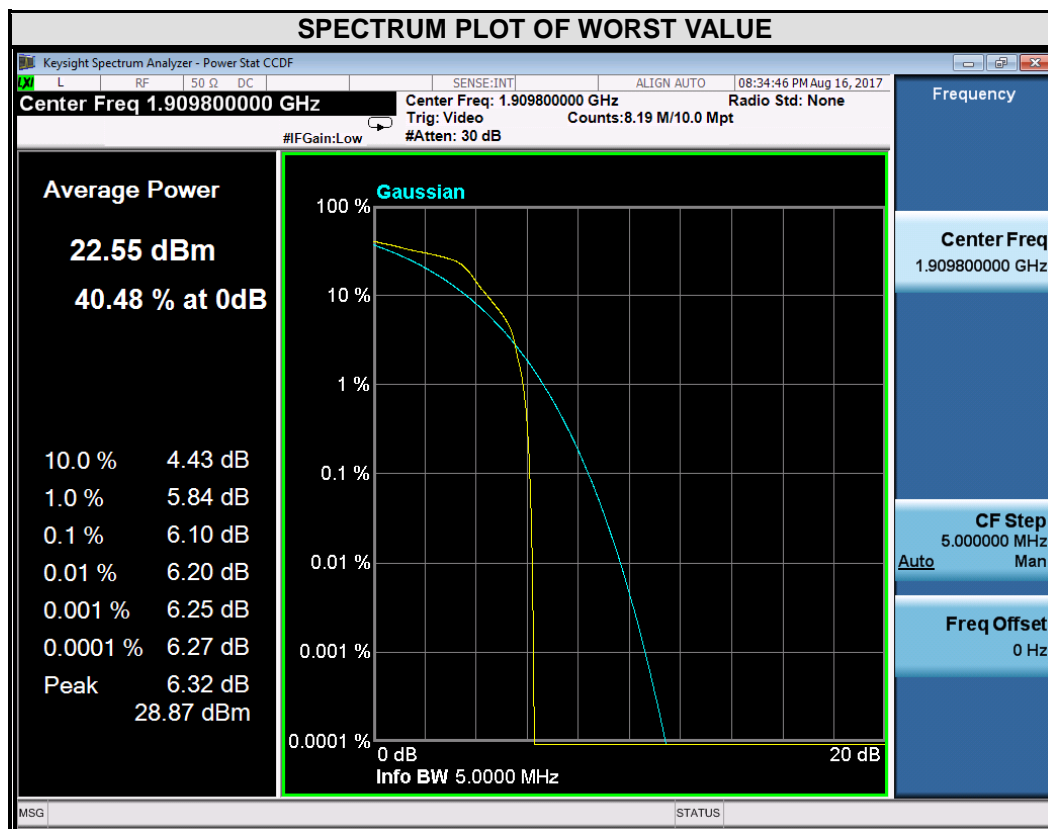 SPECTRUM PLOT OF WORST VALUE
Keysight Spectrum Analyzer - Power Stat CCDF
LXI L RF 50 Ω DC SENSE:INT ALIGN AUTO 08:34:46 PM Aug 16, 2017
Center Freq 1.909800000 GHz
Center Freq: 1.909800000 GHz Radio Std: None
Trig: Video Counts:8.19 M/10.0 Mpt
#IFGain:Low #Atten: 30 dB
Frequency
Average Power
22.55 dBm
40.48 % at 0dB
10.0 % 4.43 dB
1.0 % 5.84 dB
0.1 % 6.10 dB
0.01 % 6.20 dB
0.001 % 6.25 dB
0.0001 % 6.27 dB
Peak 6.32 dB
28.87 dBm
Gaussian
100 %
10 %
1 %
0.1 %
0.01 %
0.001 %
0.0001 %
0 dB 20 dB
Info BW 5.0000 MHz
Center Freq
1.909800000 GHz
CF Step
5.000000 MHz
Auto Man
Freq Offset
0 Hz
MSG STATUS